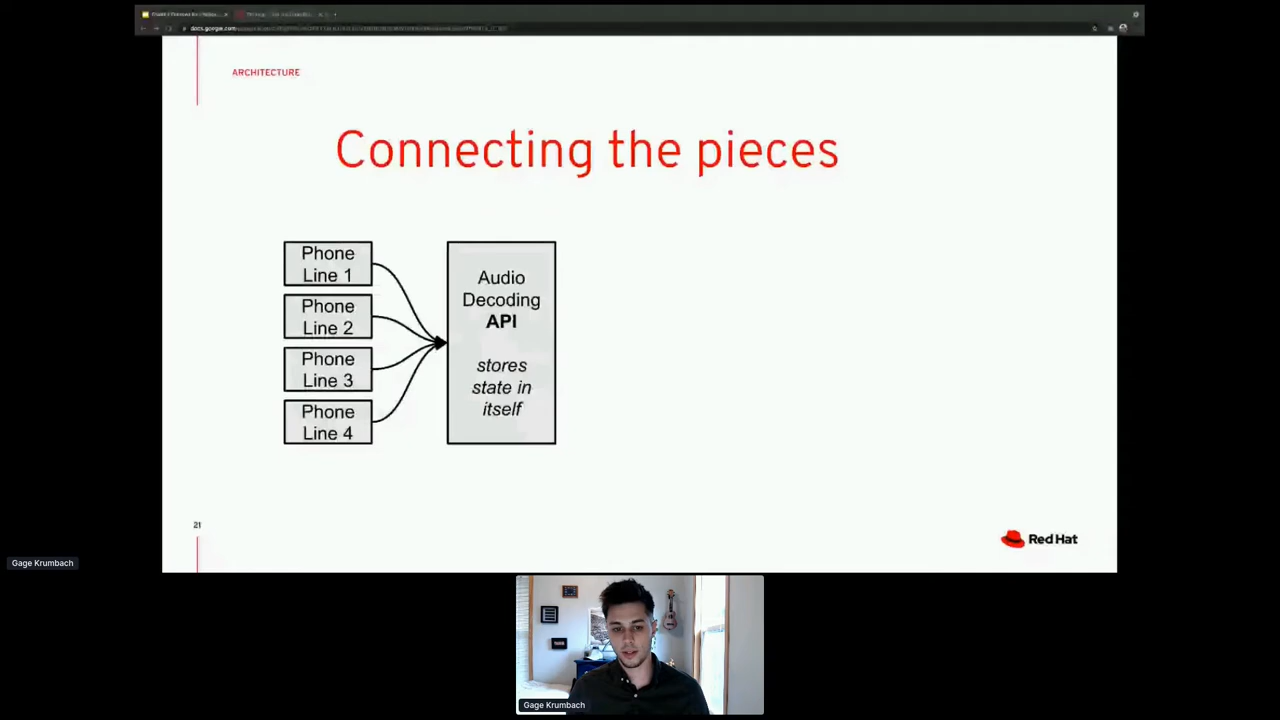 docs.google.com
ARCHITECTURE
Connecting the pieces
Phone
Line 1
Phone
Line 2
Phone
Line 3
Phone
Line 4
Audio
Decoding
API
stores
state in
itself
21
Red Hat
Gage Krumbach
Gage Krumbach